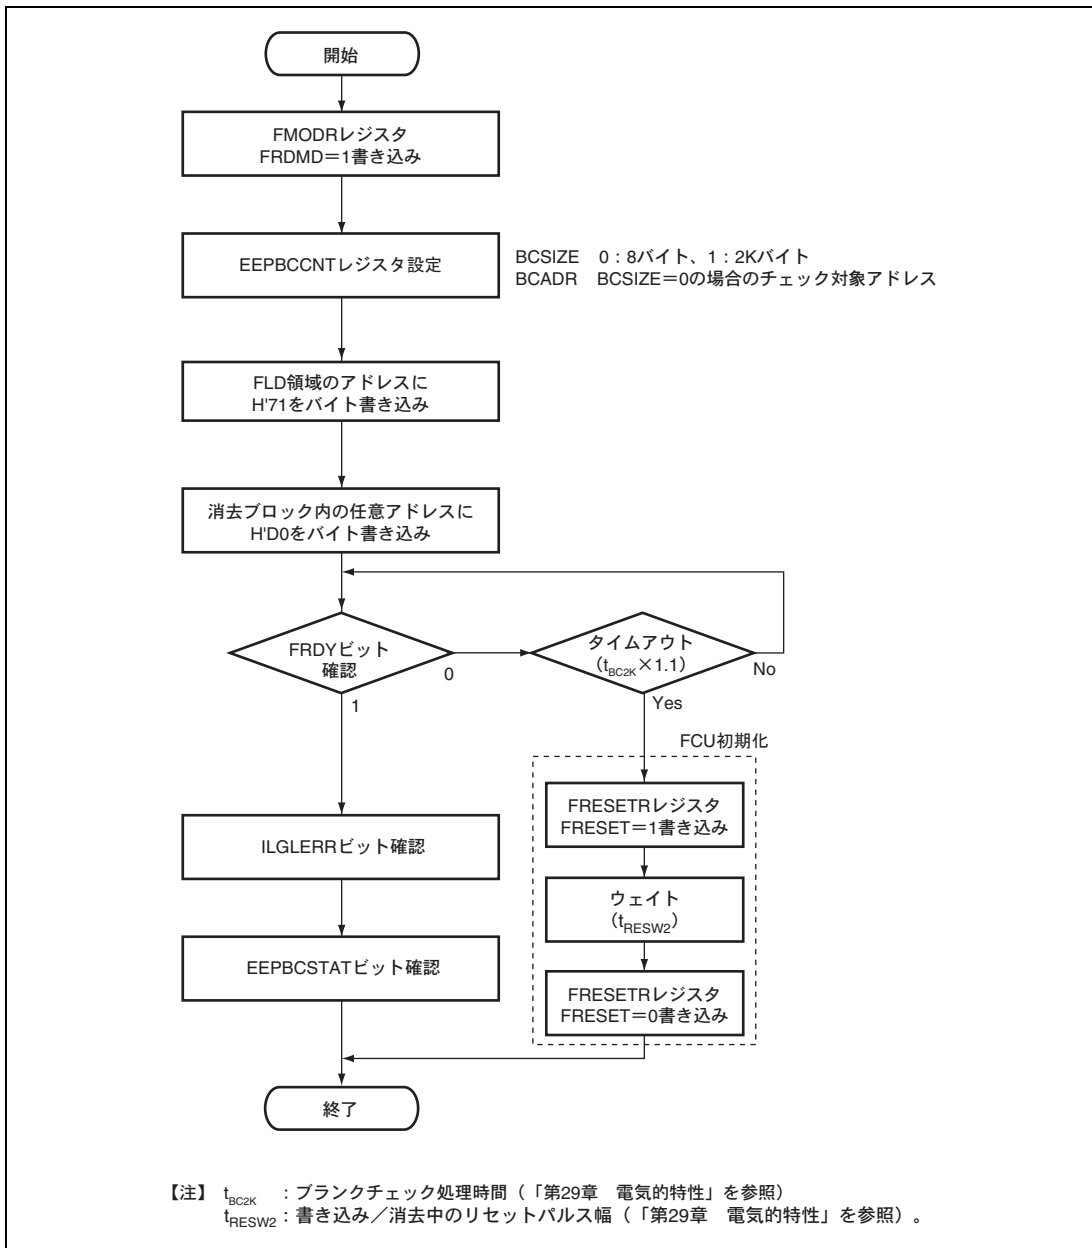 開始
FMODRレジスタ
FRDMD＝1書き込み
EEPBCCNTレジスタ設定
BCSIZE　0：8バイト、1：2Kバイト
BCADR　BCSIZE＝0の場合のチェック対象アドレス
FLD領域のアドレスに
H'71をバイト書き込み
消去ブロック内の任意アドレスに
H'D0をバイト書き込み
FRDYビット
確認
0
1
タイムアウト
（tBC2K×1.1）
No
Yes
FCU初期化
FRESETRレジスタ
FRESET＝1書き込み
ウェイト
（tRESW2）
FRESETRレジスタ
FRESET＝0書き込み
ILGLERRビット確認
EEPBCSTATビット確認
終了
【注】 tBC2K ：ブランクチェック処理時間（「第29章　電気的特性」を参照）
tRESW2：書き込み／消去中のリセットパルス幅（「第29章　電気的特性」を参照）。